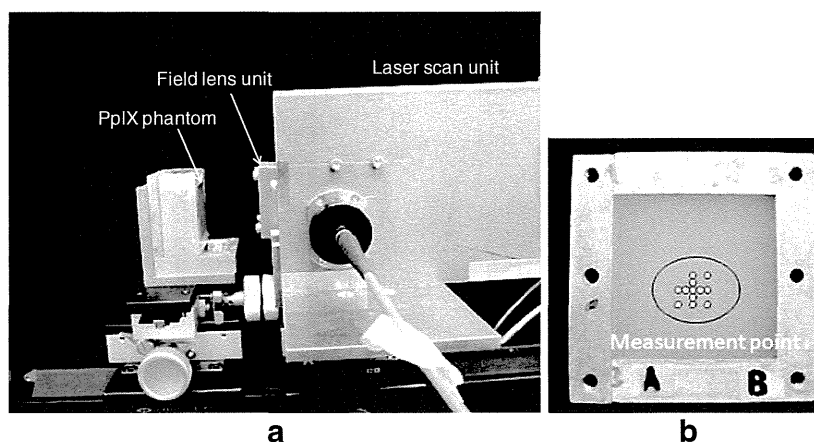 Laser scan unit
Field lens unit
PpIX phantom
Measurement point
A
B
a
b